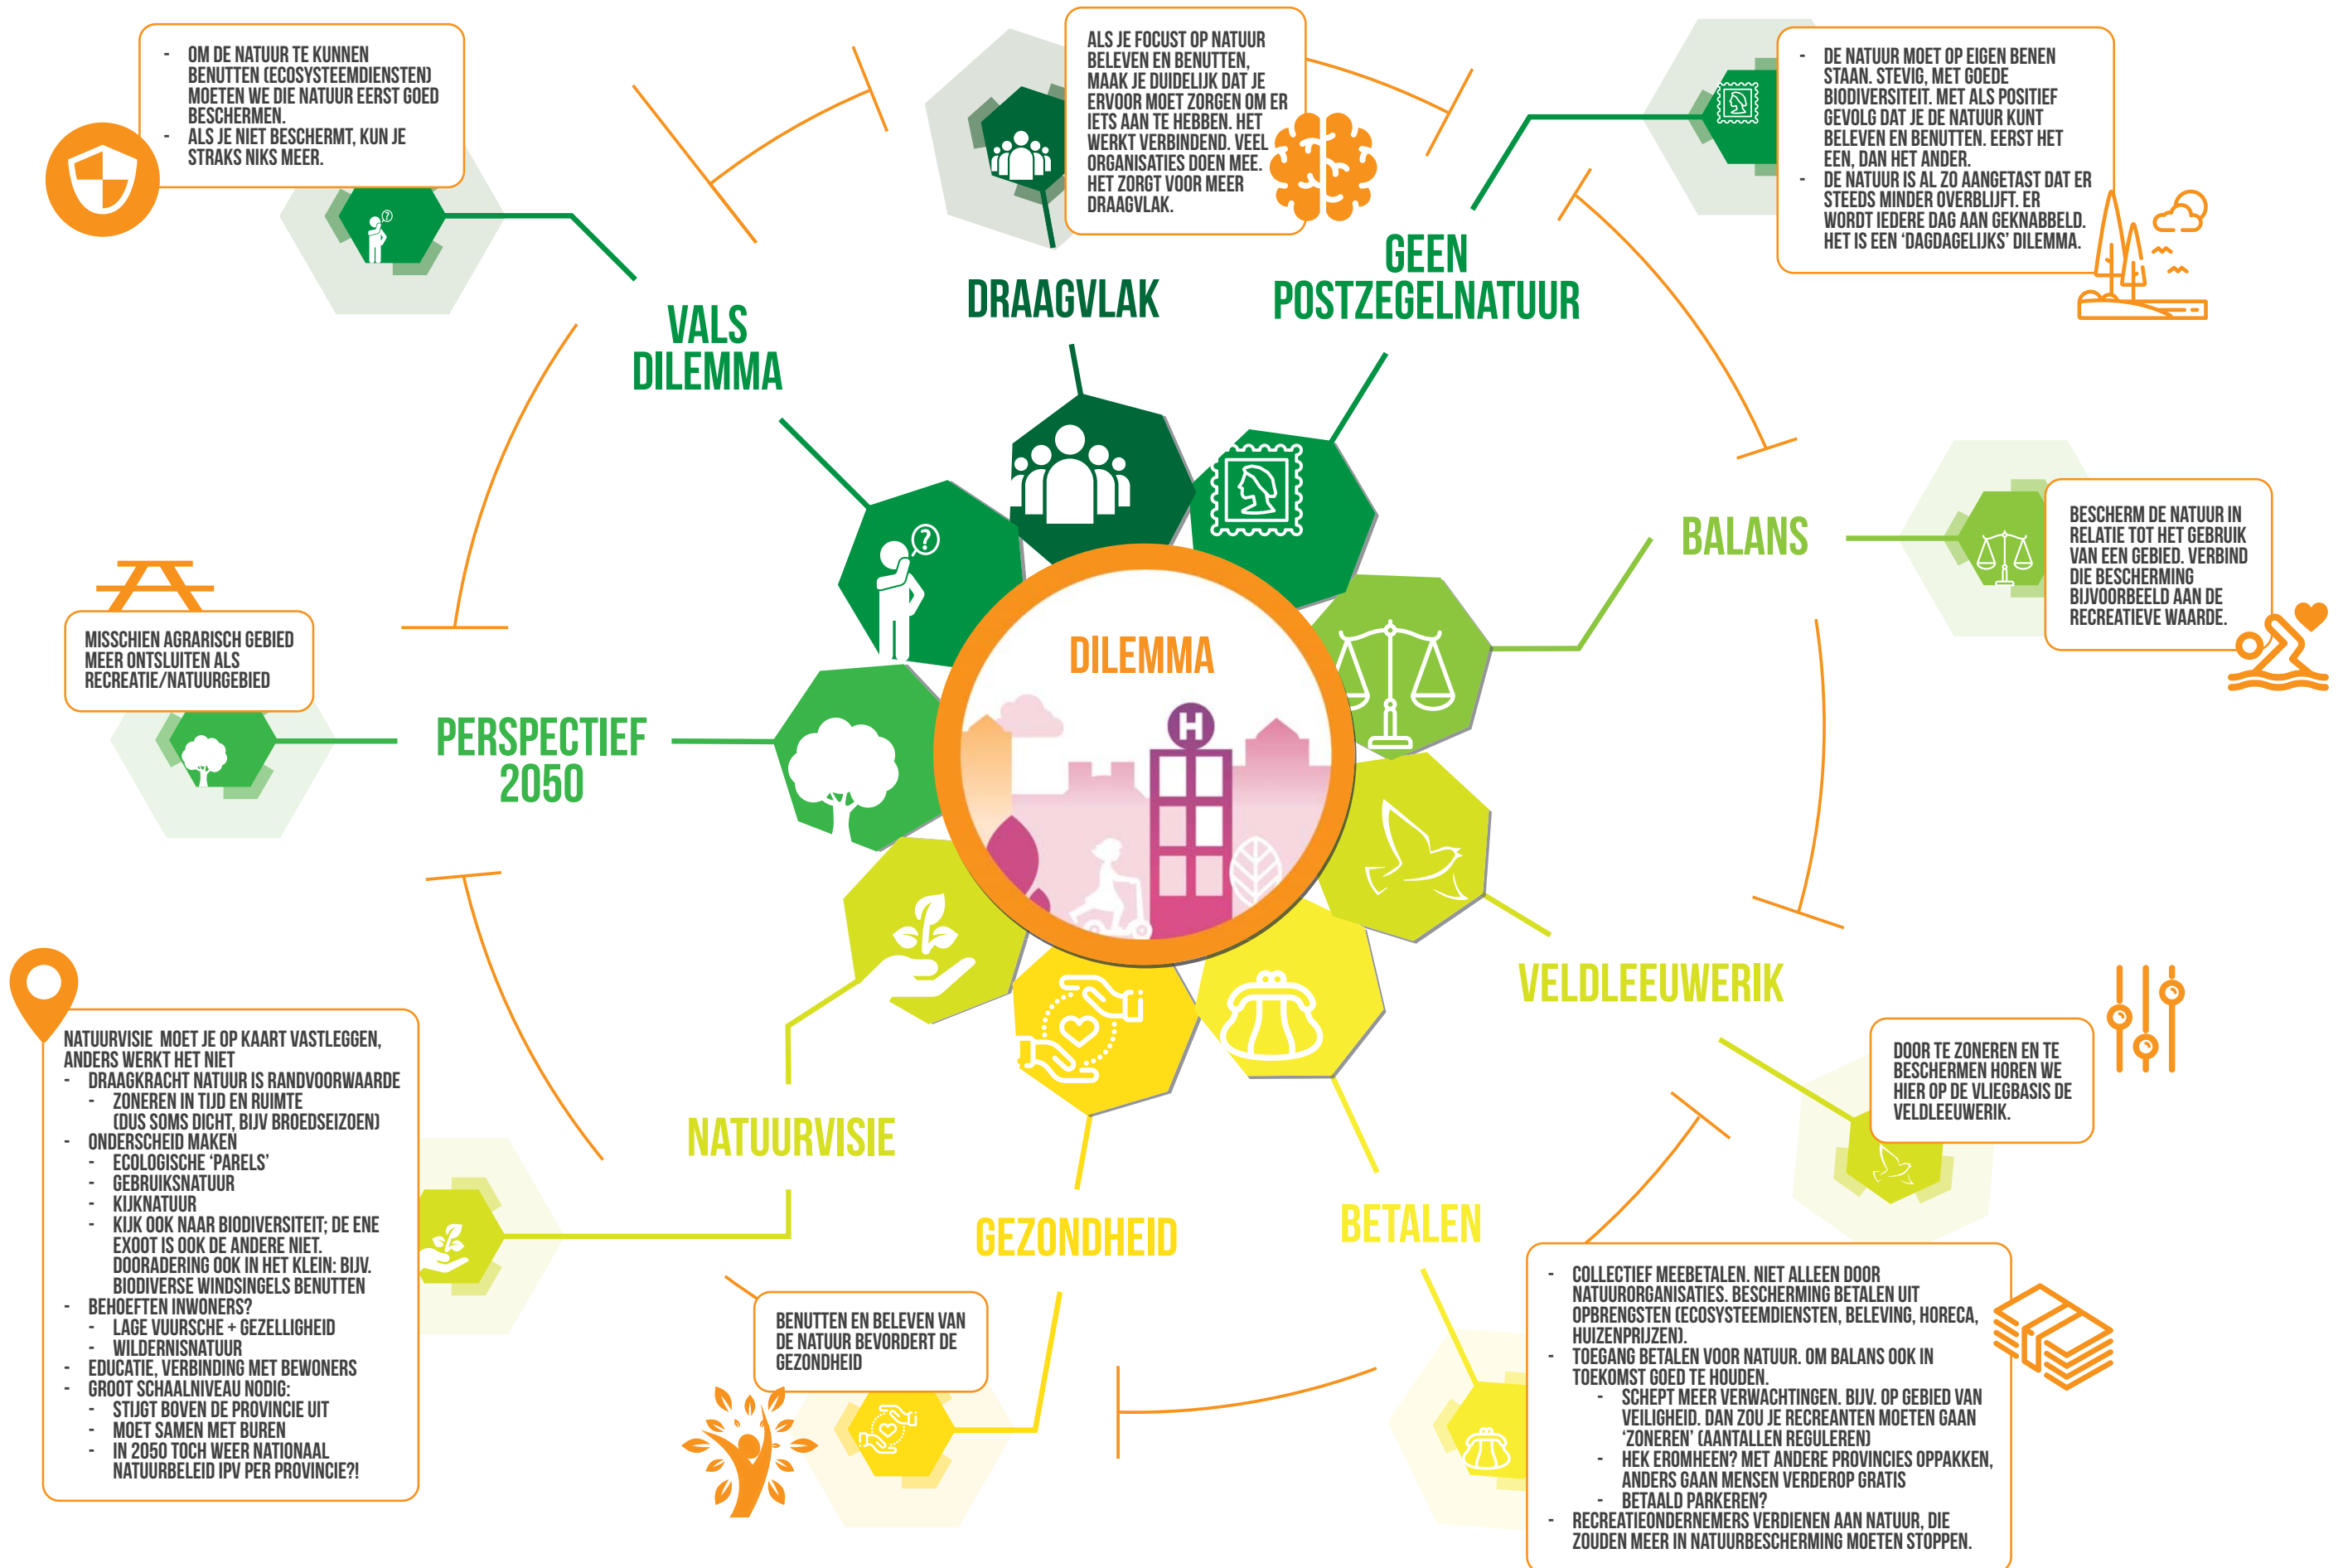 - OM DE NATUUR TE KUNNEN
BENUTTEN (ECOSYSTEEMDIENSTEN)
MOETEN WE DIE NATUUR EERST GOED
BESCHERMEN.
- ALS JE NIET BESCHERMT, KUN JE
STRAKS NIKS MEER.
?
VALS
DILEMMA
ALS JE FOCUST OP NATUUR
BELEVEN EN BENUTTEN,
MAAK JE DUIDELIJK DAT JE
ERVOOR MOET ZORGEN OM ER
IETS AAN TE HEBBEN. HET
WERKT VERBINDEND. VEEL
ORGANISATIES DOEN MEE.
HET ZORGT VOOR MEER
DRAAGVLAK.
DRAAGVLAK
GEEN
POSTZEGELNATUUR
- DE NATUUR MOET OP EIGEN BENEN
STAAN. STEVIG, MET GOEDE
BIODIVERSITEIT. MET ALS POSITIEF
GEVOLG DAT JE DE NATUUR KUNT
BELEVEN EN BENUTTEN. EERST HET
EEN, DAN HET ANDER.
- DE NATUUR IS AL ZO AANGETAST DAT ER
STEEDS MINDER OVERBLIJFT. ER
WORDT IEDERE DAG AAN GEKNABBELD.
HET IS EEN ‘DAGDAGELIJKS’ DILEMMA.
?
BALANS
BESCHERM DE NATUUR IN
RELATIE TOT HET GEBRUIK
VAN EEN GEBIED. VERBIND
DIE BESCHERMING
BIJVOORBEELD AAN DE
RECREATIEVE WAARDE.
MISSCHIEN AGRARISCH GEBIED
MEER ONTSLUITEN ALS
RECREATIE/NATUURGEBIED
PERSPECTIEF
2050
DILEMMA
H
VELDLEEUWERIK
DOOR TE ZONEREN EN TE
BESCHERMEN HOREN WE
HIER OP DE VLIEGBASIS DE
VELDLEEUWERIK.
NATUURVISIE MOET JE OP KAART VASTLEGGEN,
ANDERS WERKT HET NIET
- DRAAGKRACHT NATUUR IS RANDVOORWAARDE
- ZONEREN IN TIJD EN RUIMTE
(DUS SOMS DICHT, BIJV BROEDSEIZOEN)
- ONDERSCHEID MAKEN
- ECOLOGISCHE ‘PARELS’
- GEBRUIKSNATUUR
- KIJKNATUUR
- KIJK OOK NAAR BIODIVERSITEIT; DE ENE
EXOOT IS OOK DE ANDERE NIET.
DOORADERING OOK IN HET KLEIN: BIJV.
BIODIVERSE WINDSINGELS BENUTTEN
- BEHOEFTEN INWONERS?
- LAGE VUURSCHE + GEZELLIGHEID
- WILDERNISNATUUR
- EDUCATIE, VERBINDING MET BEWONERS
- GROOT SCHAALNIVEAU NODIG:
- STIJGT BOVEN DE PROVINCIE UIT
- MOET SAMEN MET BUREN
- IN 2050 TOCH WEER NATIONAAL
NATUURBELEID IPV PER PROVINCIE?!
NATUURVISIE
GEZONDHEID
BENUTTEN EN BELEVEN VAN
DE NATUUR BEVORDERT DE
GEZONDHEID
BETALEN
- COLLECTIEF MEEBETALEN. NIET ALLEEN DOOR
NATUURORGANISATIES. BESCHERMING BETALEN UIT
OPBRENGSTEN (ECOSYSTEEMDIENSTEN, BELEVING, HORECA,
HUIZENPRIJZEN).
- TOEGANG BETALEN VOOR NATUUR. OM BALANS OOK IN
TOEKOMST GOED TE HOUDEN.
- SCHEPT MEER VERWACHTINGEN. BIJV. OP GEBIED VAN
VEILIGHEID. DAN ZOU JE RECREANTEN MOETEN GAAN
‘ZONEREN’ (AANTALLEN REGULEREN)
- HEK EROMHEEN? MET ANDERE PROVINCIES OPPAKKEN,
ANDERS GAAN MENSEN VERDEROP GRATIS
- BETAALD PARKEREN?
- RECREATIEONDERNEMERS VERDIENEN AAN NATUUR, DIE
ZOUDEN MEER IN NATUURBESCHERMING MOETEN STOPPEN.